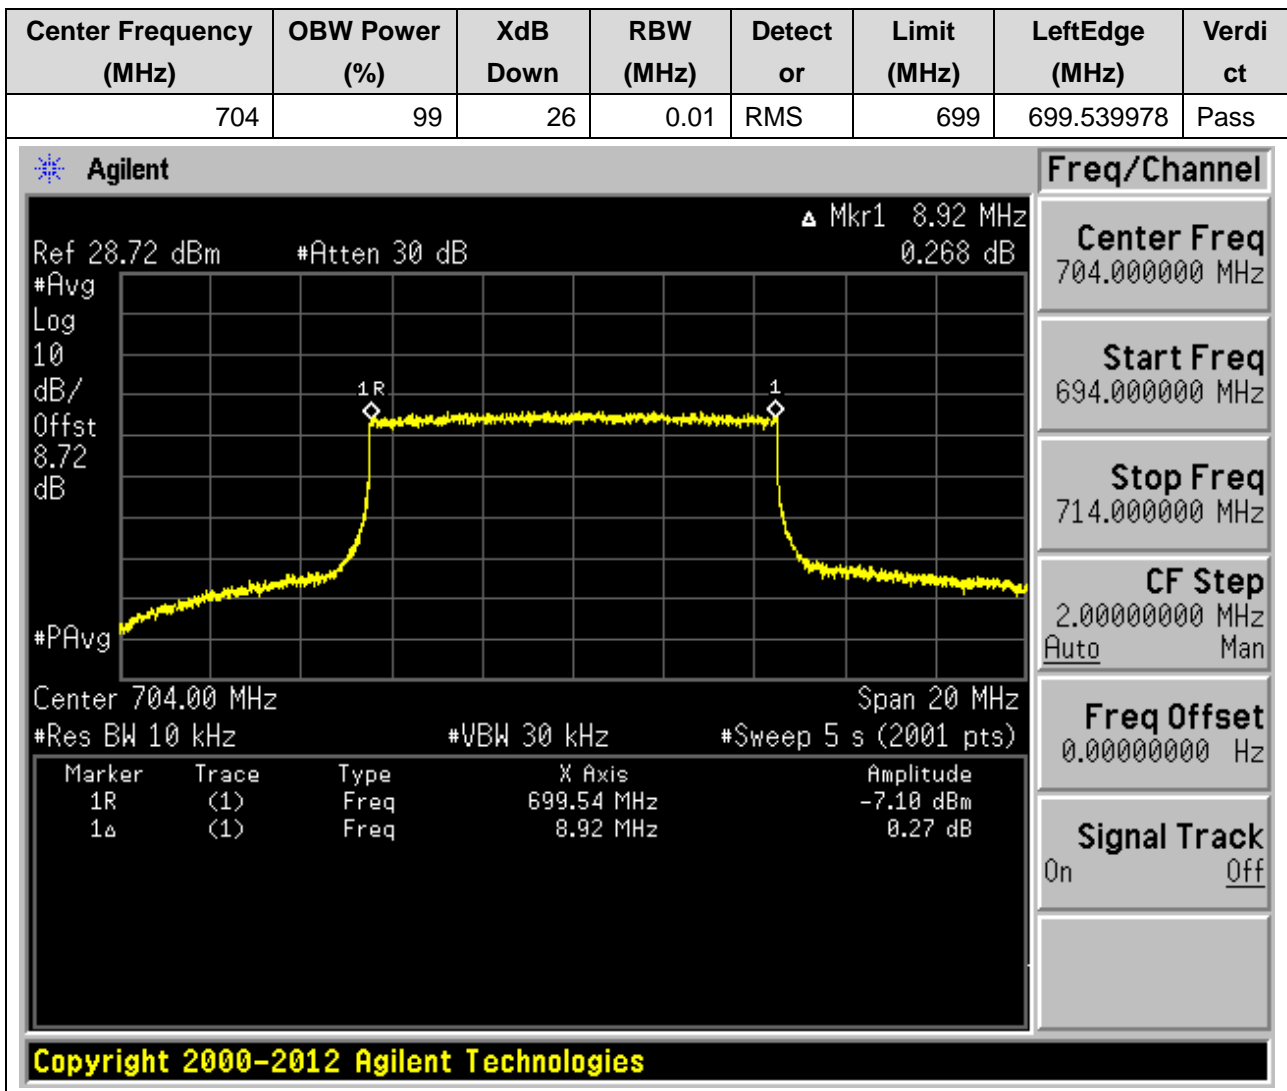 Center Frequency (MHz) OBW Power (%) XdB Down RBW (MHz) Detect or Limit (MHz) LeftEdge (MHz) Verdi ct
704 99 26 0.01 RMS 699 699.539978 Pass
Agilent
Freq/Channel
Δ Mkr1 8.92 MHz
Ref 28.72 dBm #Atten 30 dB 0.268 dB
#Avg
Log
10
dB/
Offst
8.72
dB
#PAvg
1R
1
Center 704.00 MHz Span 20 MHz
#Res BW 10 kHz #VBW 30 kHz #Sweep 5 s (2001 pts)
Marker Trace Type X Axis Amplitude
1R (1) Freq 699.54 MHz -7.10 dBm
1Δ (1) Freq 8.92 MHz 0.27 dB
Center Freq
704.000000 MHz
Start Freq
694.000000 MHz
Stop Freq
714.000000 MHz
CF Step
2.00000000 MHz
Auto Man
Freq Offset
0.00000000 Hz
Signal Track
On Off
Copyright 2000-2012 Agilent Technologies